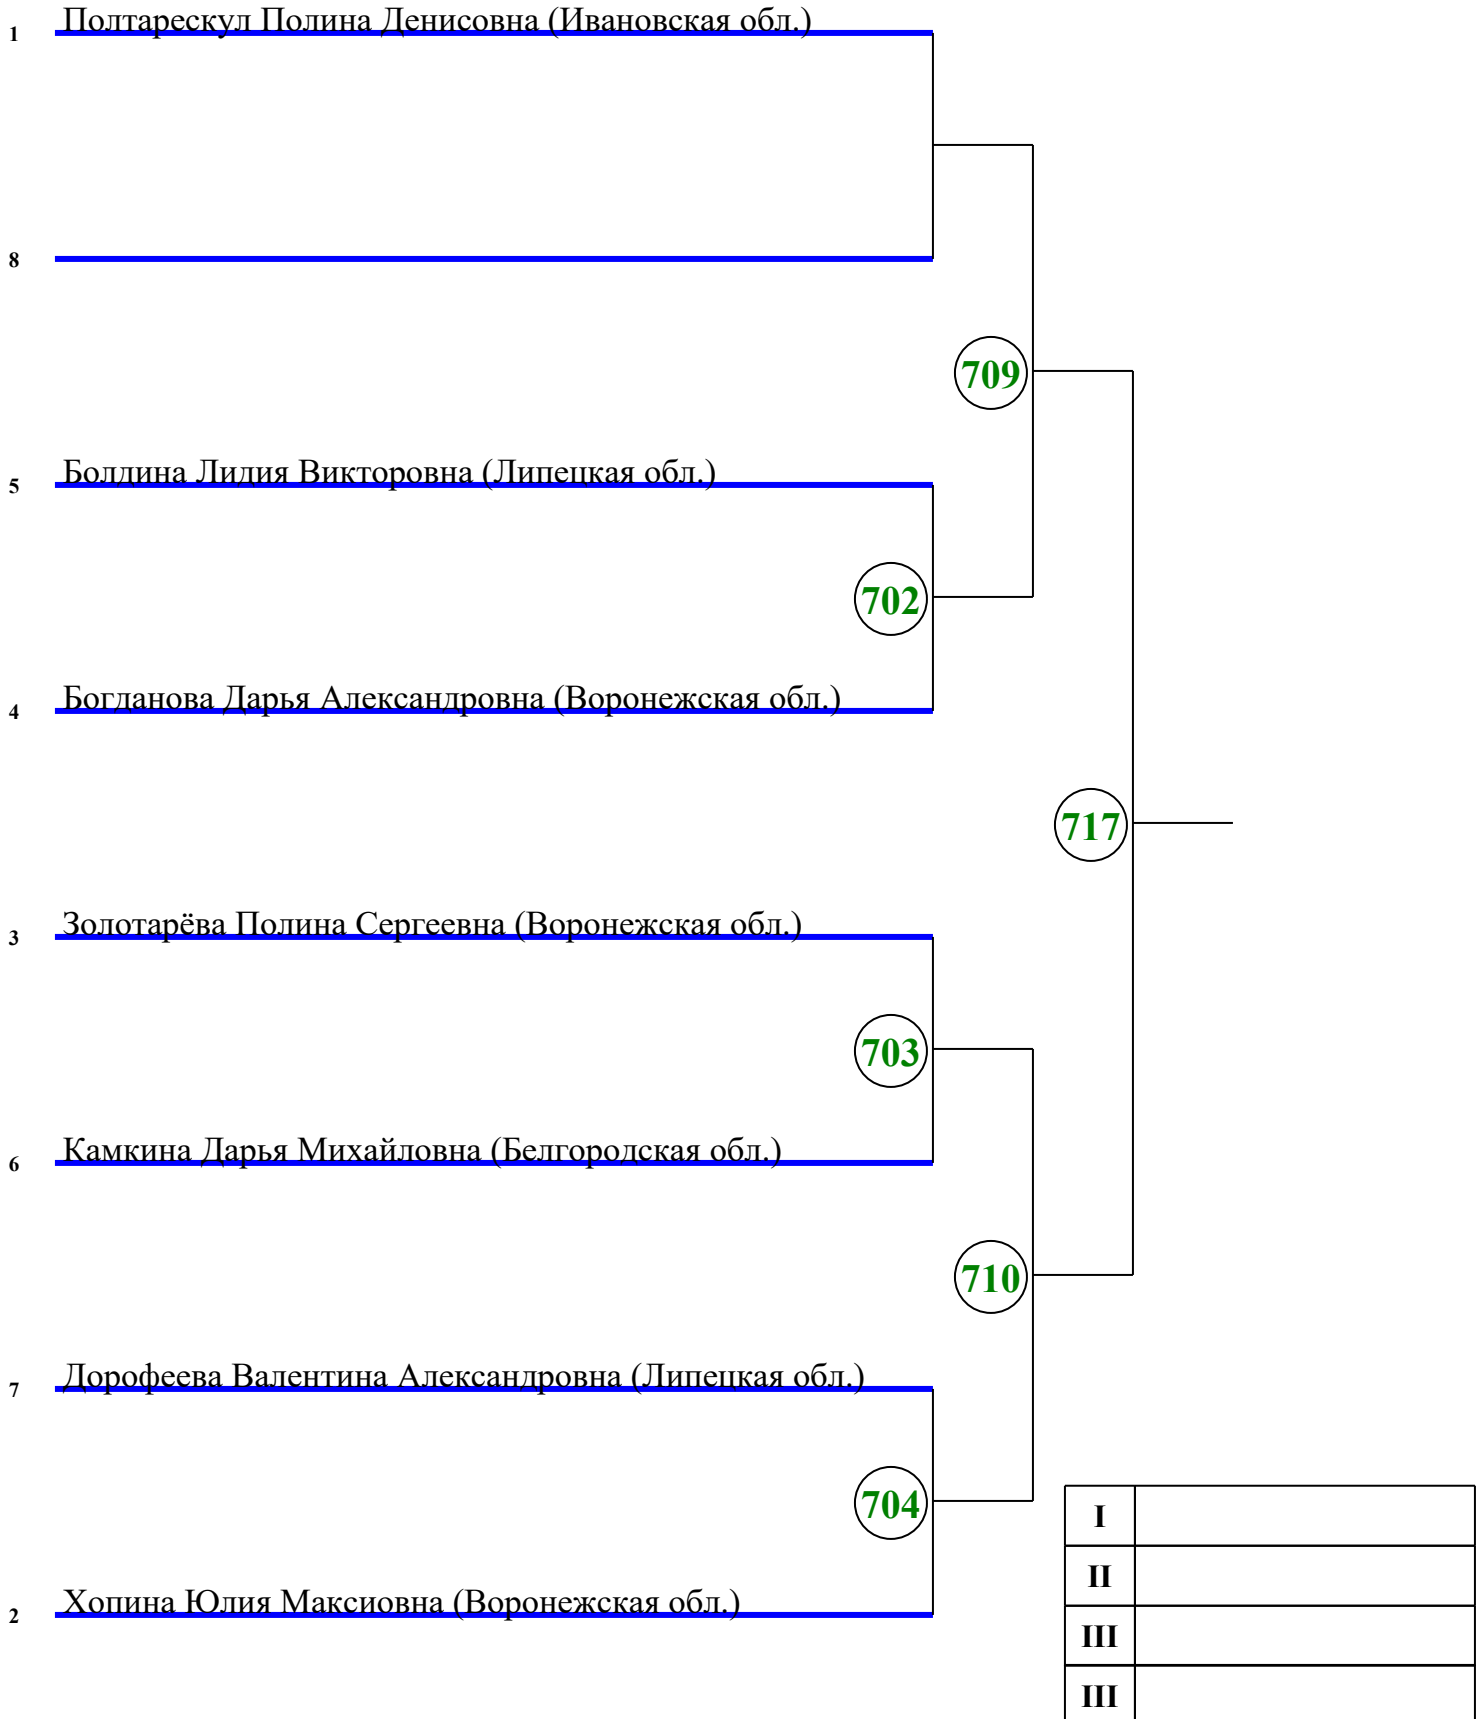 1 Полтарескул Полина Денисовна (Ивановская обл.)
8
709
5 Болдина Лидия Викторовна (Липецкая обл.)
702
4 Богданова Дарья Александровна (Воронежская обл.)
717
3 Золотарёва Полина Сергеевна (Воронежская обл.)
703
6 Камкина Дарья Михайловна (Белгородская обл.)
710
7 Дорофеева Валентина Александровна (Липецкая обл.)
704
I
II
2 Хопина Юлия Максиовна (Воронежская обл.)
III
III